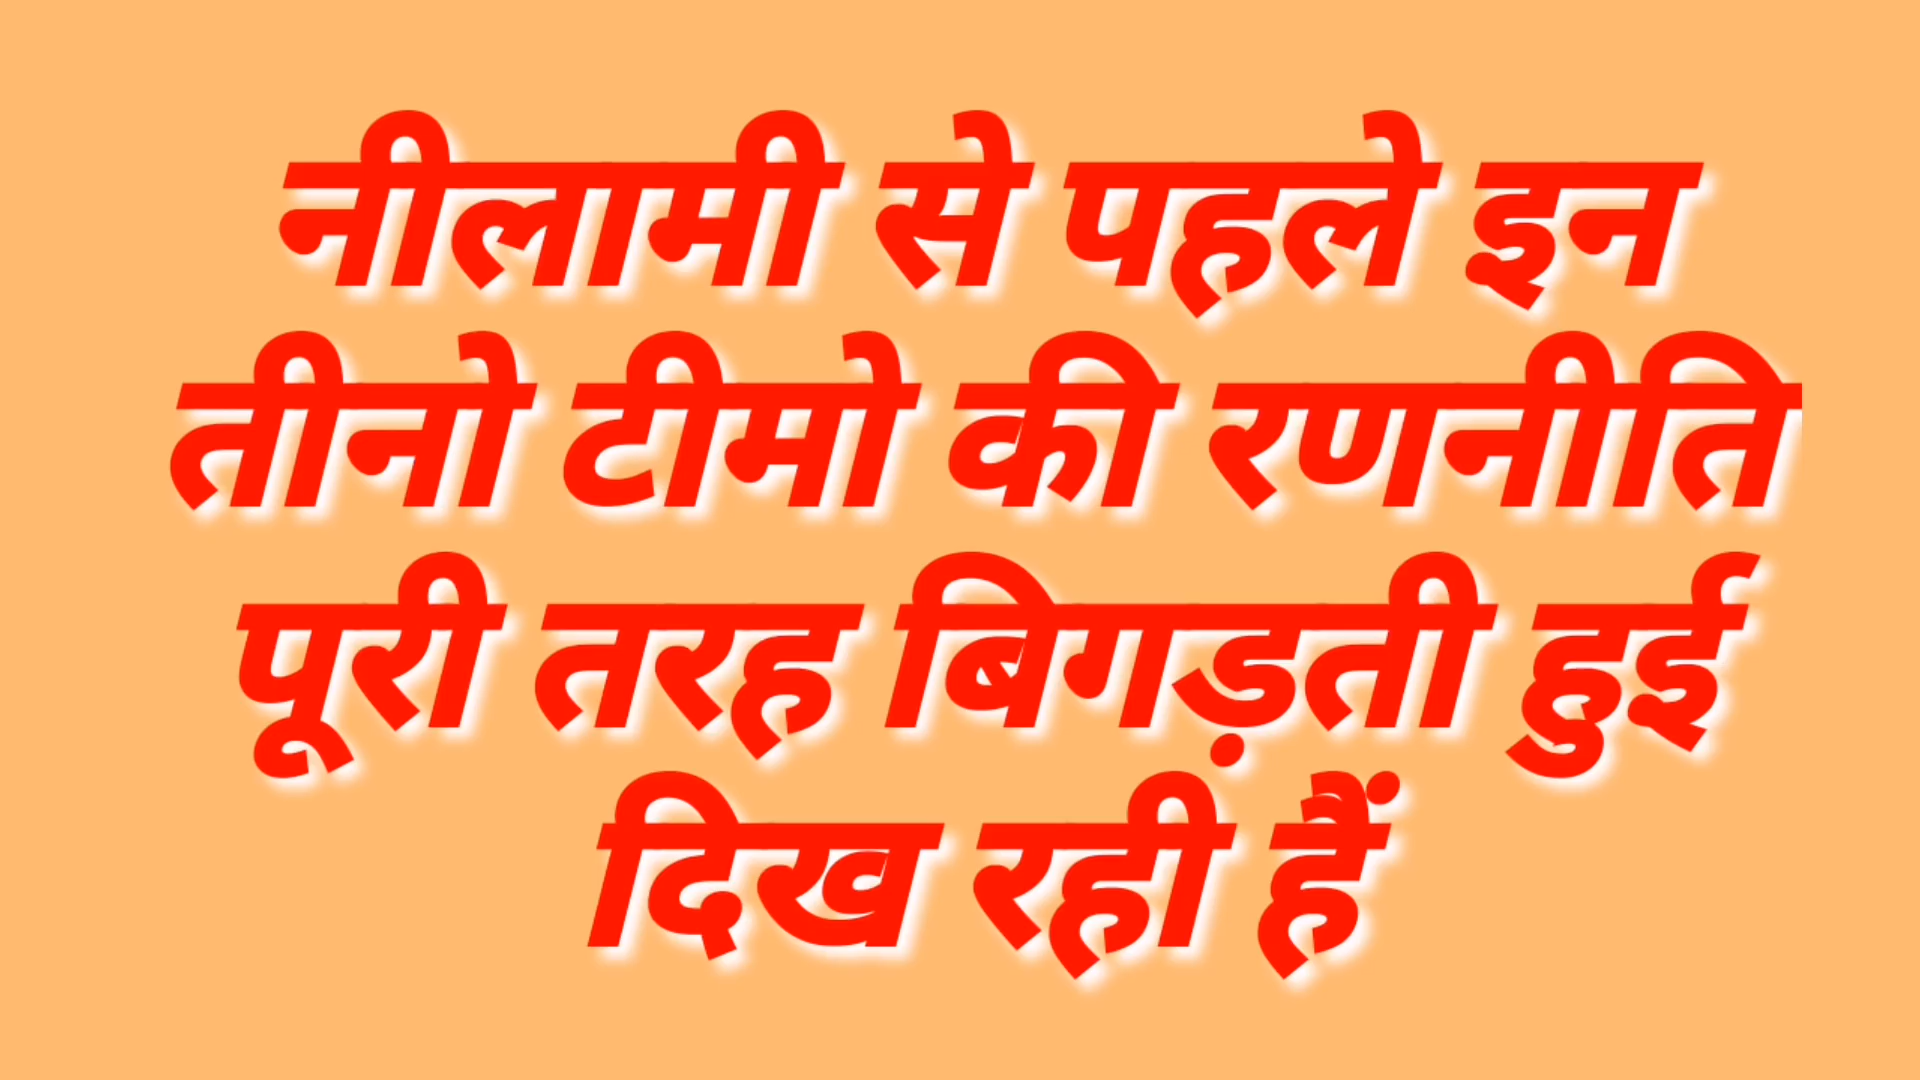 नीलामी से पहले इन
तीनो टीमो की रणनीति
पूरी तरह बिगड़ती हुई
दिख रही हैं